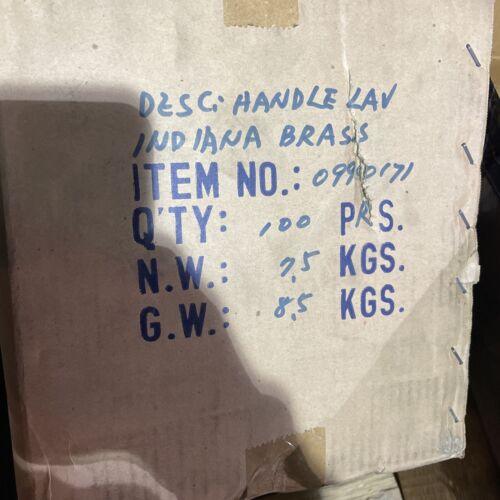 DESC: HANDLE LAV
INDIANA BRASS
ITEM NO.: 0990171
Q'TY: 100 PRS.
N.W.: 7.5 KGS.
G.W.: 8.5 KGS.